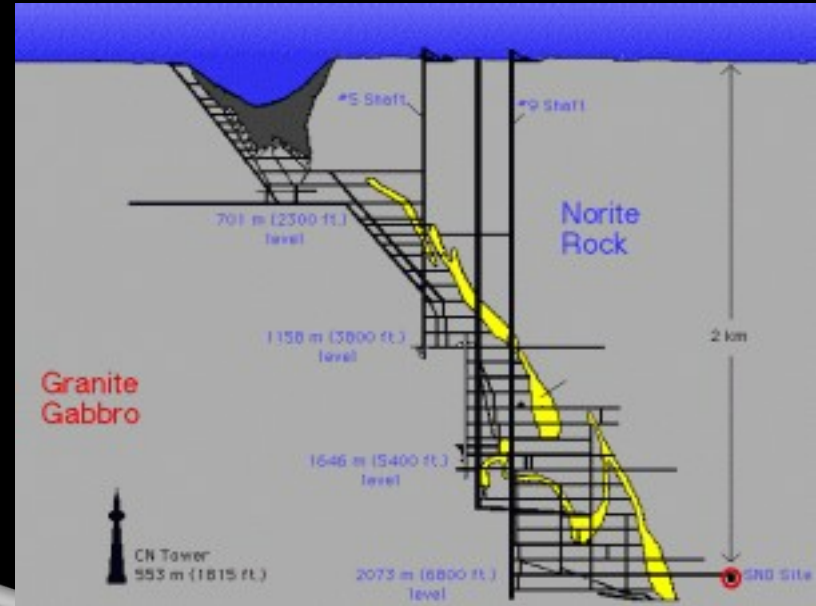 #5 Shaft
#9 Shaft
701 m (2300 ft.)
level
Norite
Rock
1158 m (3800 ft.)
level
2 km
Granite
Gabbro
1646 m (5400 ft.)
level
CN Tower
553 m (1815 ft.)
2073 m (6800 ft.)
level
SNO Site